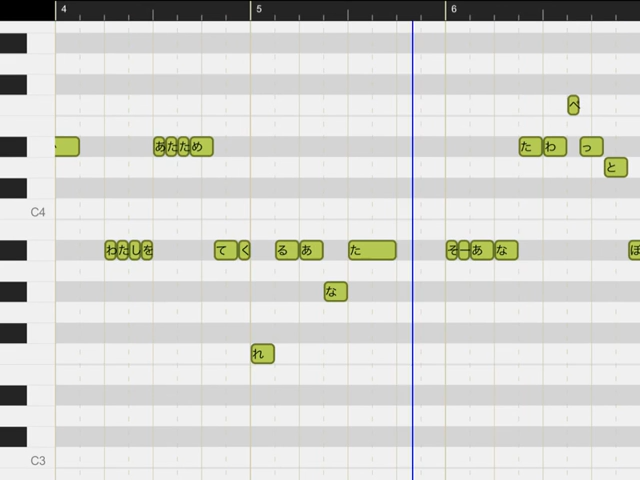 4 5 6
べ
あ た た め た わ っ
と
C4
わ た し を て く る あ た そ ー あ な ぼ
な
れ
C3